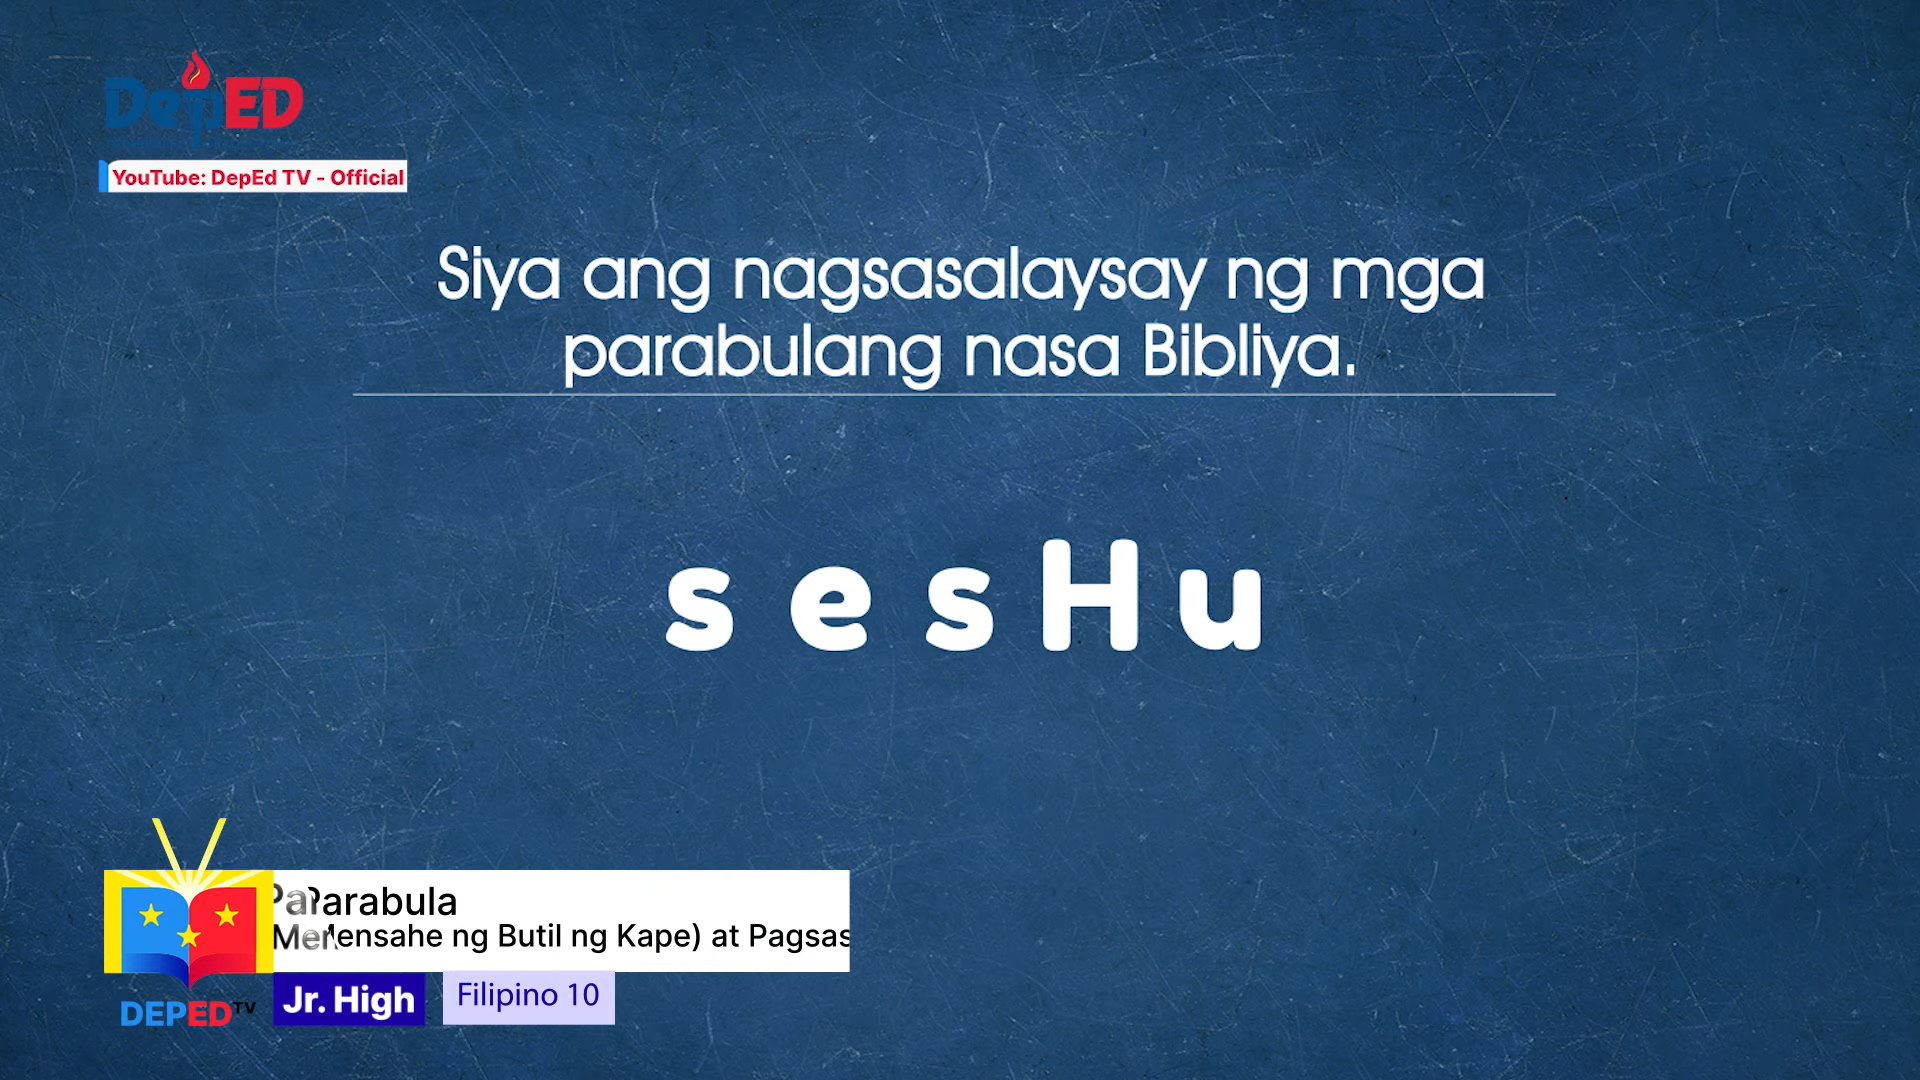 DepED
YouTube: DepEd TV - Official
Siya ang nagsasalaysay ng mga
parabulang nasa Bibliya.
s e s H u
Parabula
Mensahe ng Butil ng Kape) at Pagsas
DEPED TV
Jr. High
Filipino 10